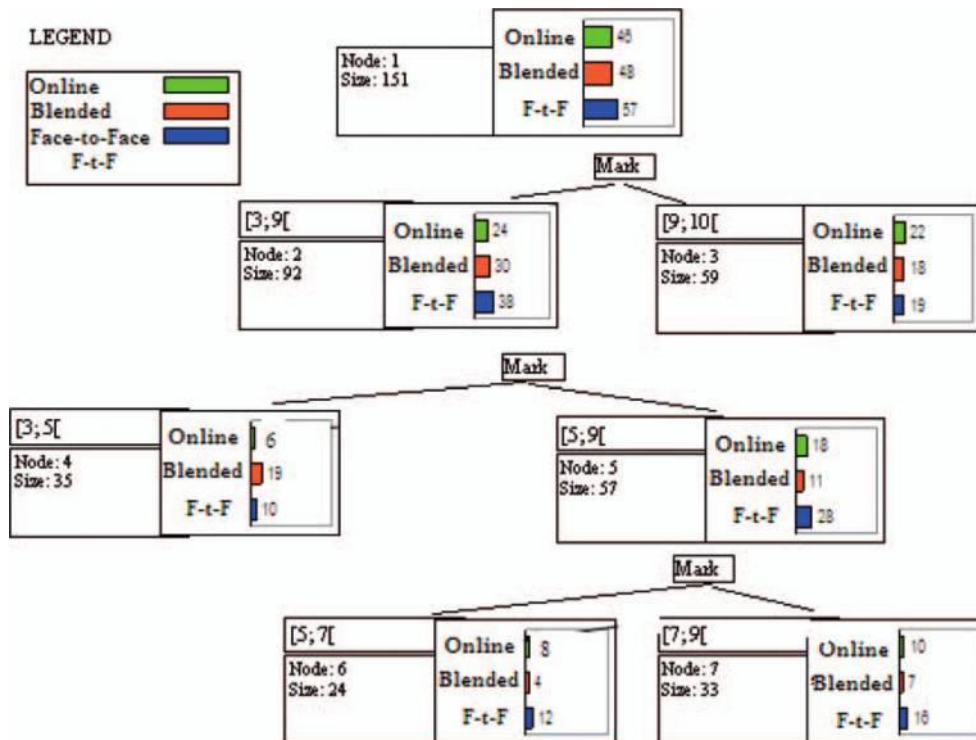 LEGEND
Online
Blended
Face-to-Face
F-t-F
Node: 1
Size: 151
Online 46
Blended 48
F-t-F 57
Mark
[3;9[
Node: 2
Size: 92
Online 24
Blended 30
F-t-F 38
[9;10[
Node: 3
Size: 59
Online 22
Blended 18
F-t-F 19
Mark
[3;5[
Node: 4
Size: 35
Online 6
Blended 19
F-t-F 10
[5;9[
Node: 5
Size: 57
Online 18
Blended 11
F-t-F 28
Mark
[5;7[
Node: 6
Size: 24
Online 8
Blended 4
F-t-F 12
[7;9[
Node: 7
Size: 33
Online 10
Blended 7
F-t-F 16